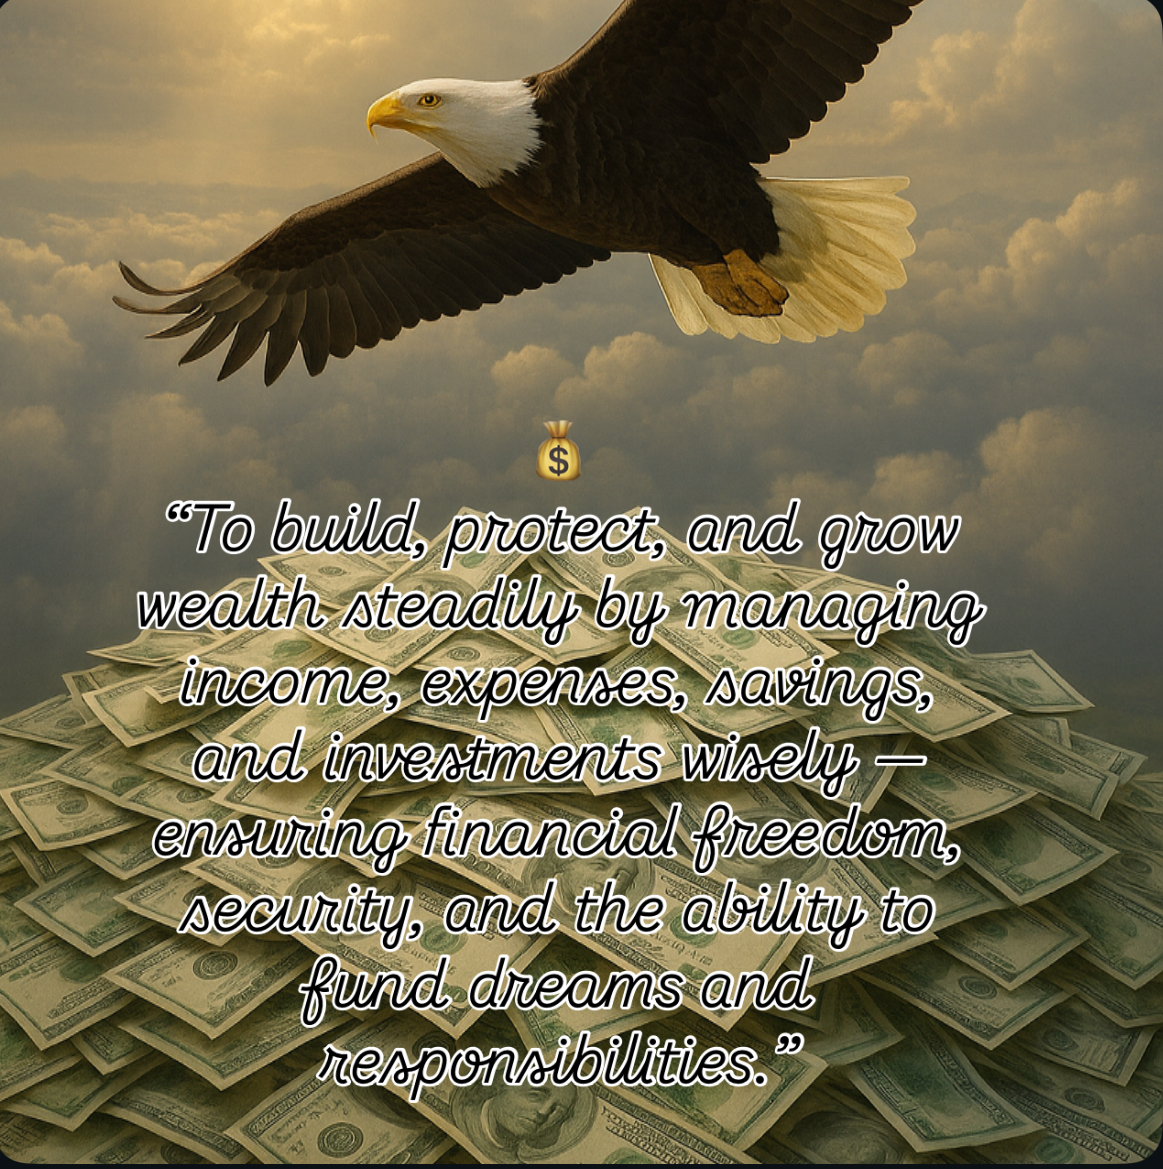 “To build, protect, and grow
wealth steadily by managing
income, expenses, savings,
and investments wisely —
ensuring financial freedom,
security, and the ability to
fund dreams and
responsibilities.”